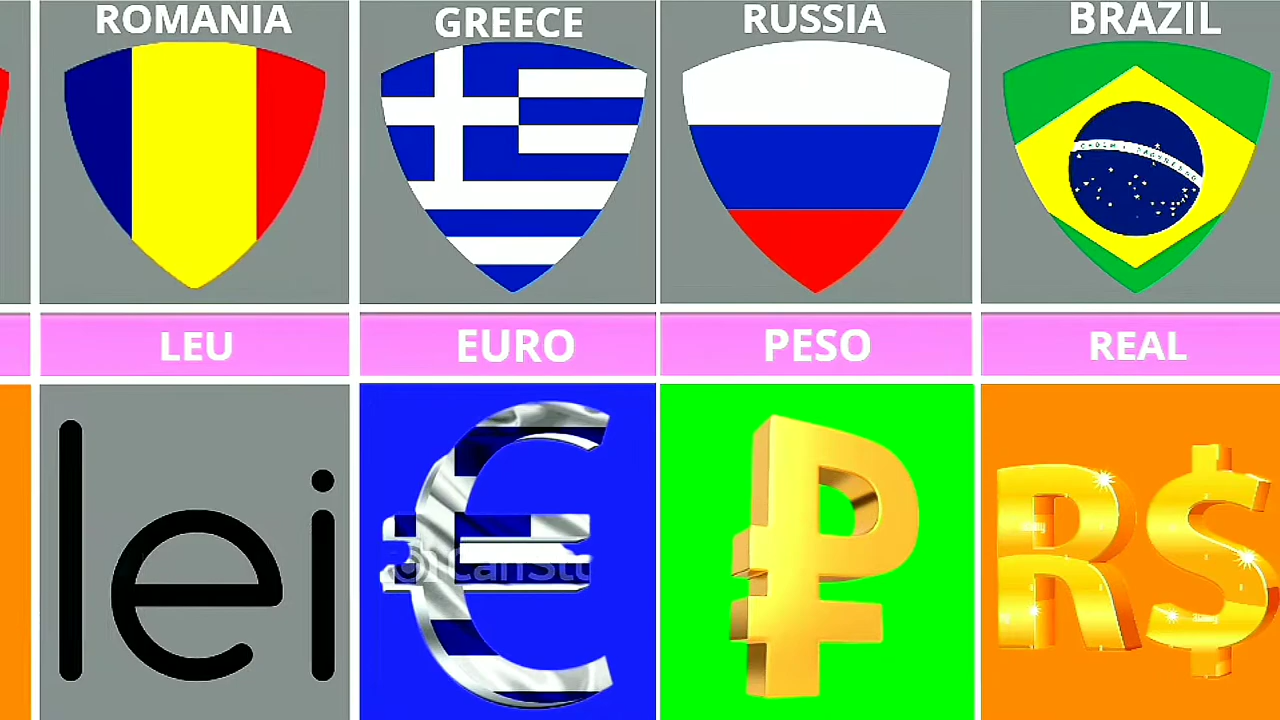 ROMANIA
GREECE
RUSSIA
BRAZIL
LEU
EURO
PESO
REAL
lei
€
₽
R$